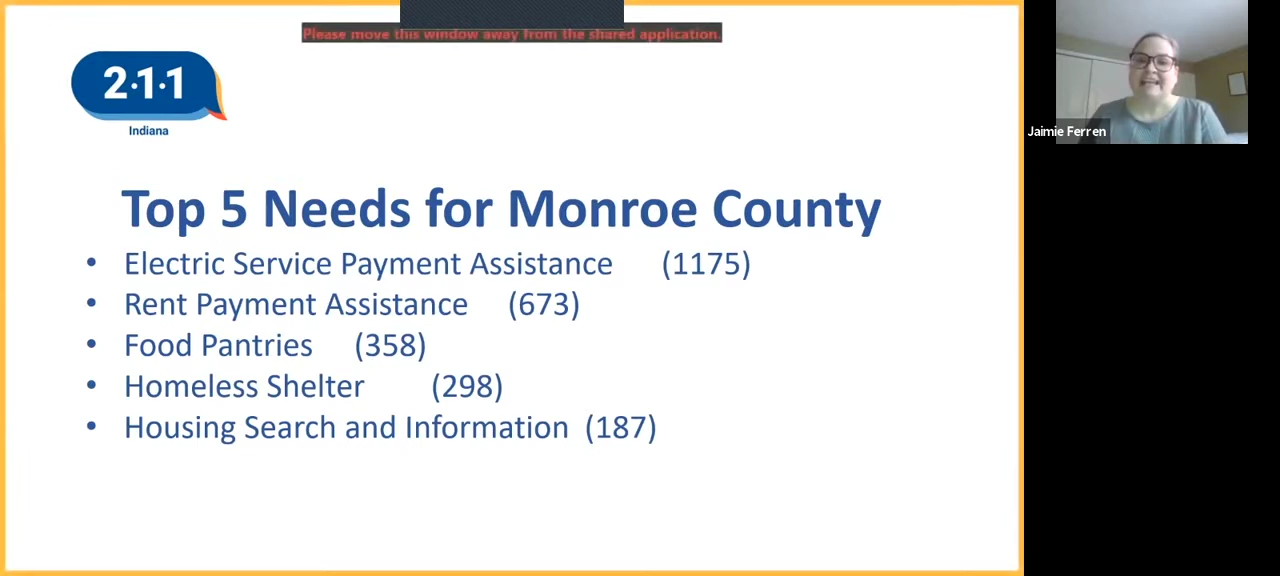 Please move this window away from the shared application.
2·1·1
Indiana
Jaimie Ferren
Top 5 Needs for Monroe County
• Electric Service Payment Assistance (1175)
• Rent Payment Assistance (673)
• Food Pantries (358)
• Homeless Shelter (298)
• Housing Search and Information (187)